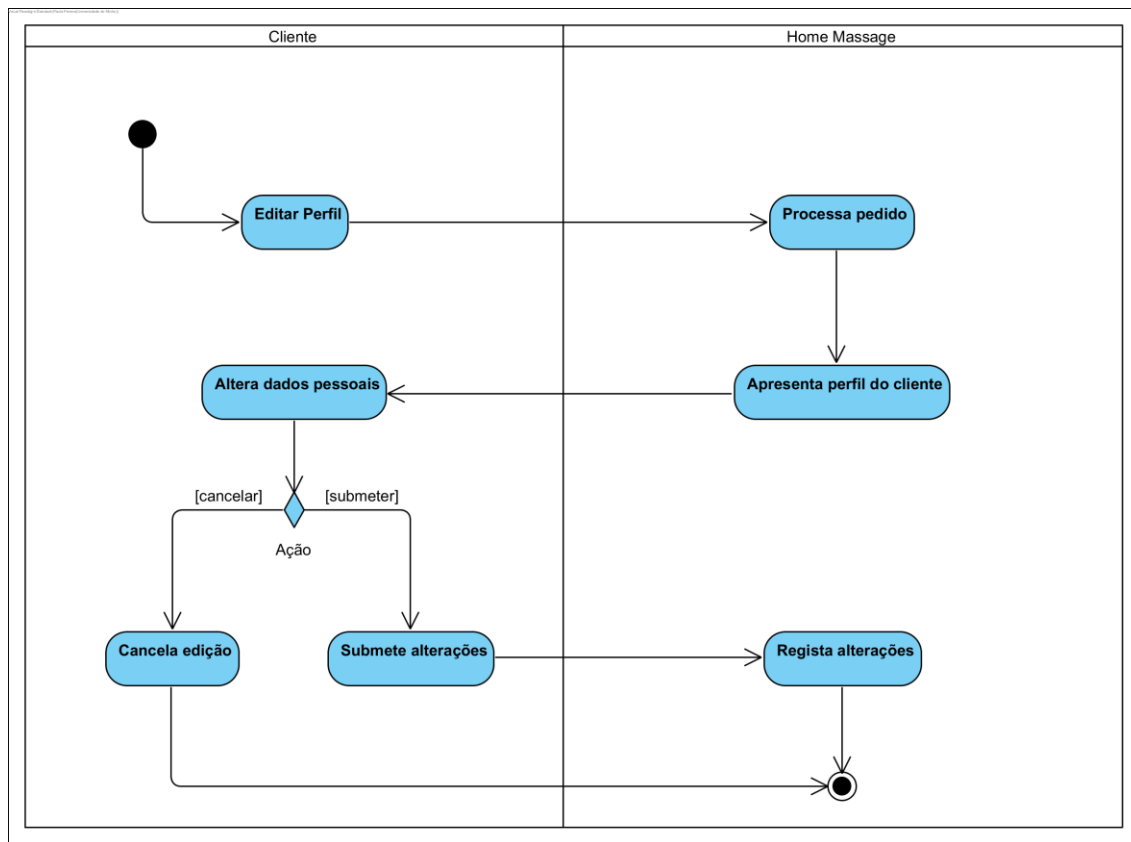 Cliente
Home Massage
Editar Perfil
Processa pedido
Altera dados pessoais
Apresenta perfil do cliente
[cancelar]
[submeter]
Ação
Cancela edição
Submete alterações
Regista alterações